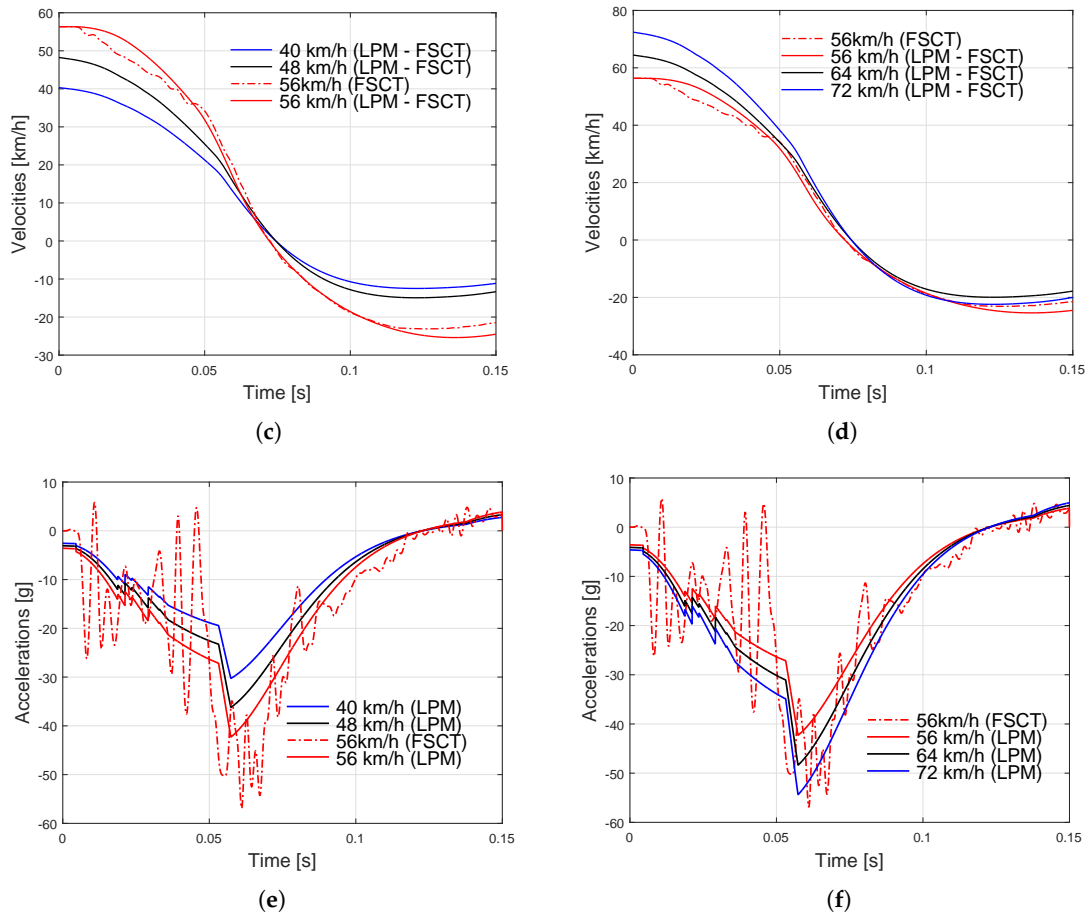 60
50
40
30
20
10
0
-10
-20
-30
Velocities [km/h]
40 km/h (LPM - FSCT)
48 km/h (LPM - FSCT)
56km/h (FSCT)
56 km/h (LPM - FSCT)
0 0.05 0.1 0.15
Time [s]
(c)
80
60
40
20
0
-20
-40
Velocities [km/h]
56km/h (FSCT)
56 km/h (LPM - FSCT)
64 km/h (LPM - FSCT)
72 km/h (LPM - FSCT)
0 0.05 0.1 0.15
Time [s]
(d)
10
0
-10
-20
-30
-40
-50
-60
Accelerations [g]
40 km/h (LPM)
48 km/h (LPM)
56km/h (FSCT)
56 km/h (LPM)
0 0.05 0.1 0.15
Time [s]
(e)
10
0
-10
-20
-30
-40
-50
-60
Accelerations [g]
56km/h (FSCT)
56 km/h (LPM)
64 km/h (LPM)
72 km/h (LPM)
0 0.05 0.1 0.15
Time [s]
(f)